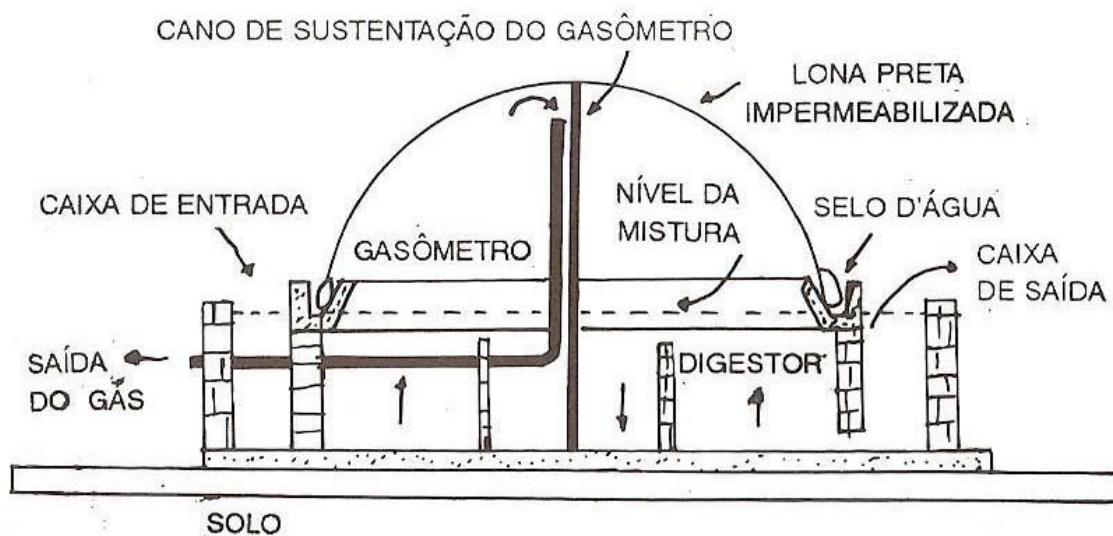 CANO DE SUSTENTAÇÃO DO GASÔMETRO
LONA PRETA
IMPERMEABILIZADA
CAIXA DE ENTRADA
NÍVEL DA
MISTURA
SELO D'ÁGUA
GASÔMETRO
CAIXA
DE SAÍDA
SAÍDA
DO GÁS
DIGESTOR
SOLO